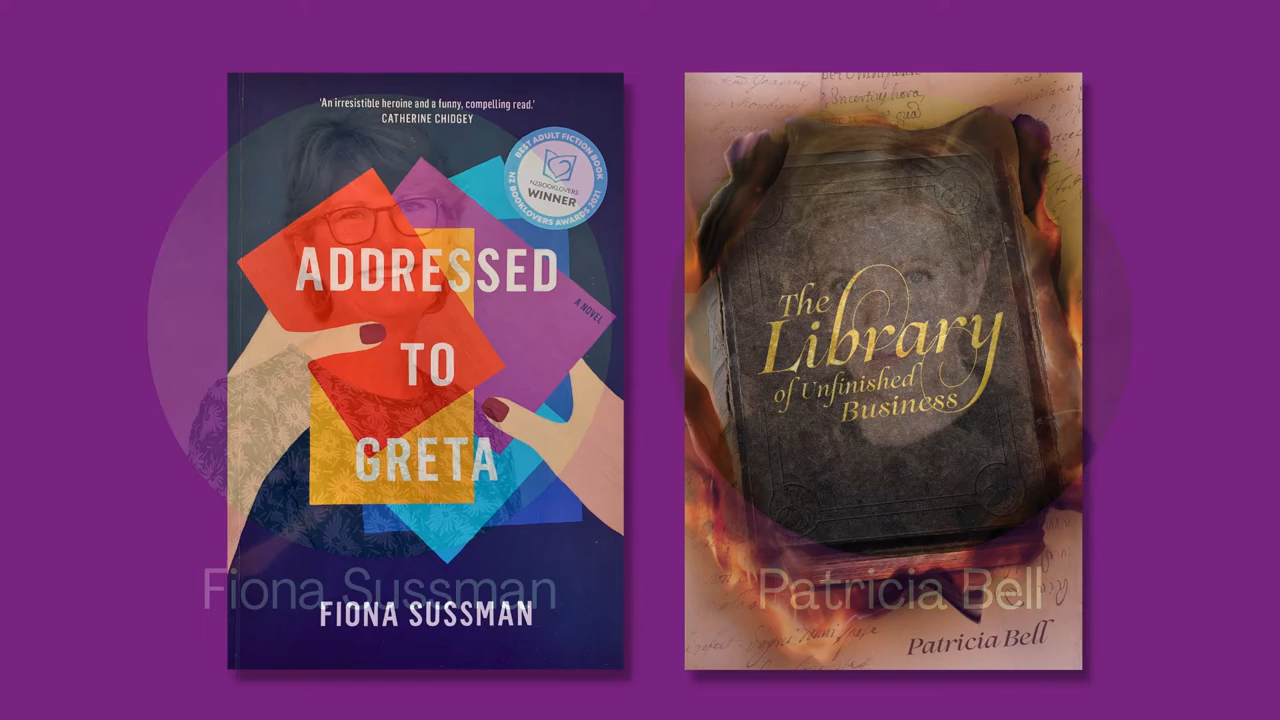 'An irresistible heroine and a funny, compelling read.'
CATHERINE CHIDGEY
BEST ADULT FICTION BOOK
NZBOOKLOVERS
WINNER
NZ BOOKLOVERS AWARDS 2021
ADDRESSED
A NOVEL
TO
GRETA
Fiona Sussman
FIONA SUSSMAN
The
Library
of Unfinished
Business
Patricia Bell
Patricia Bell